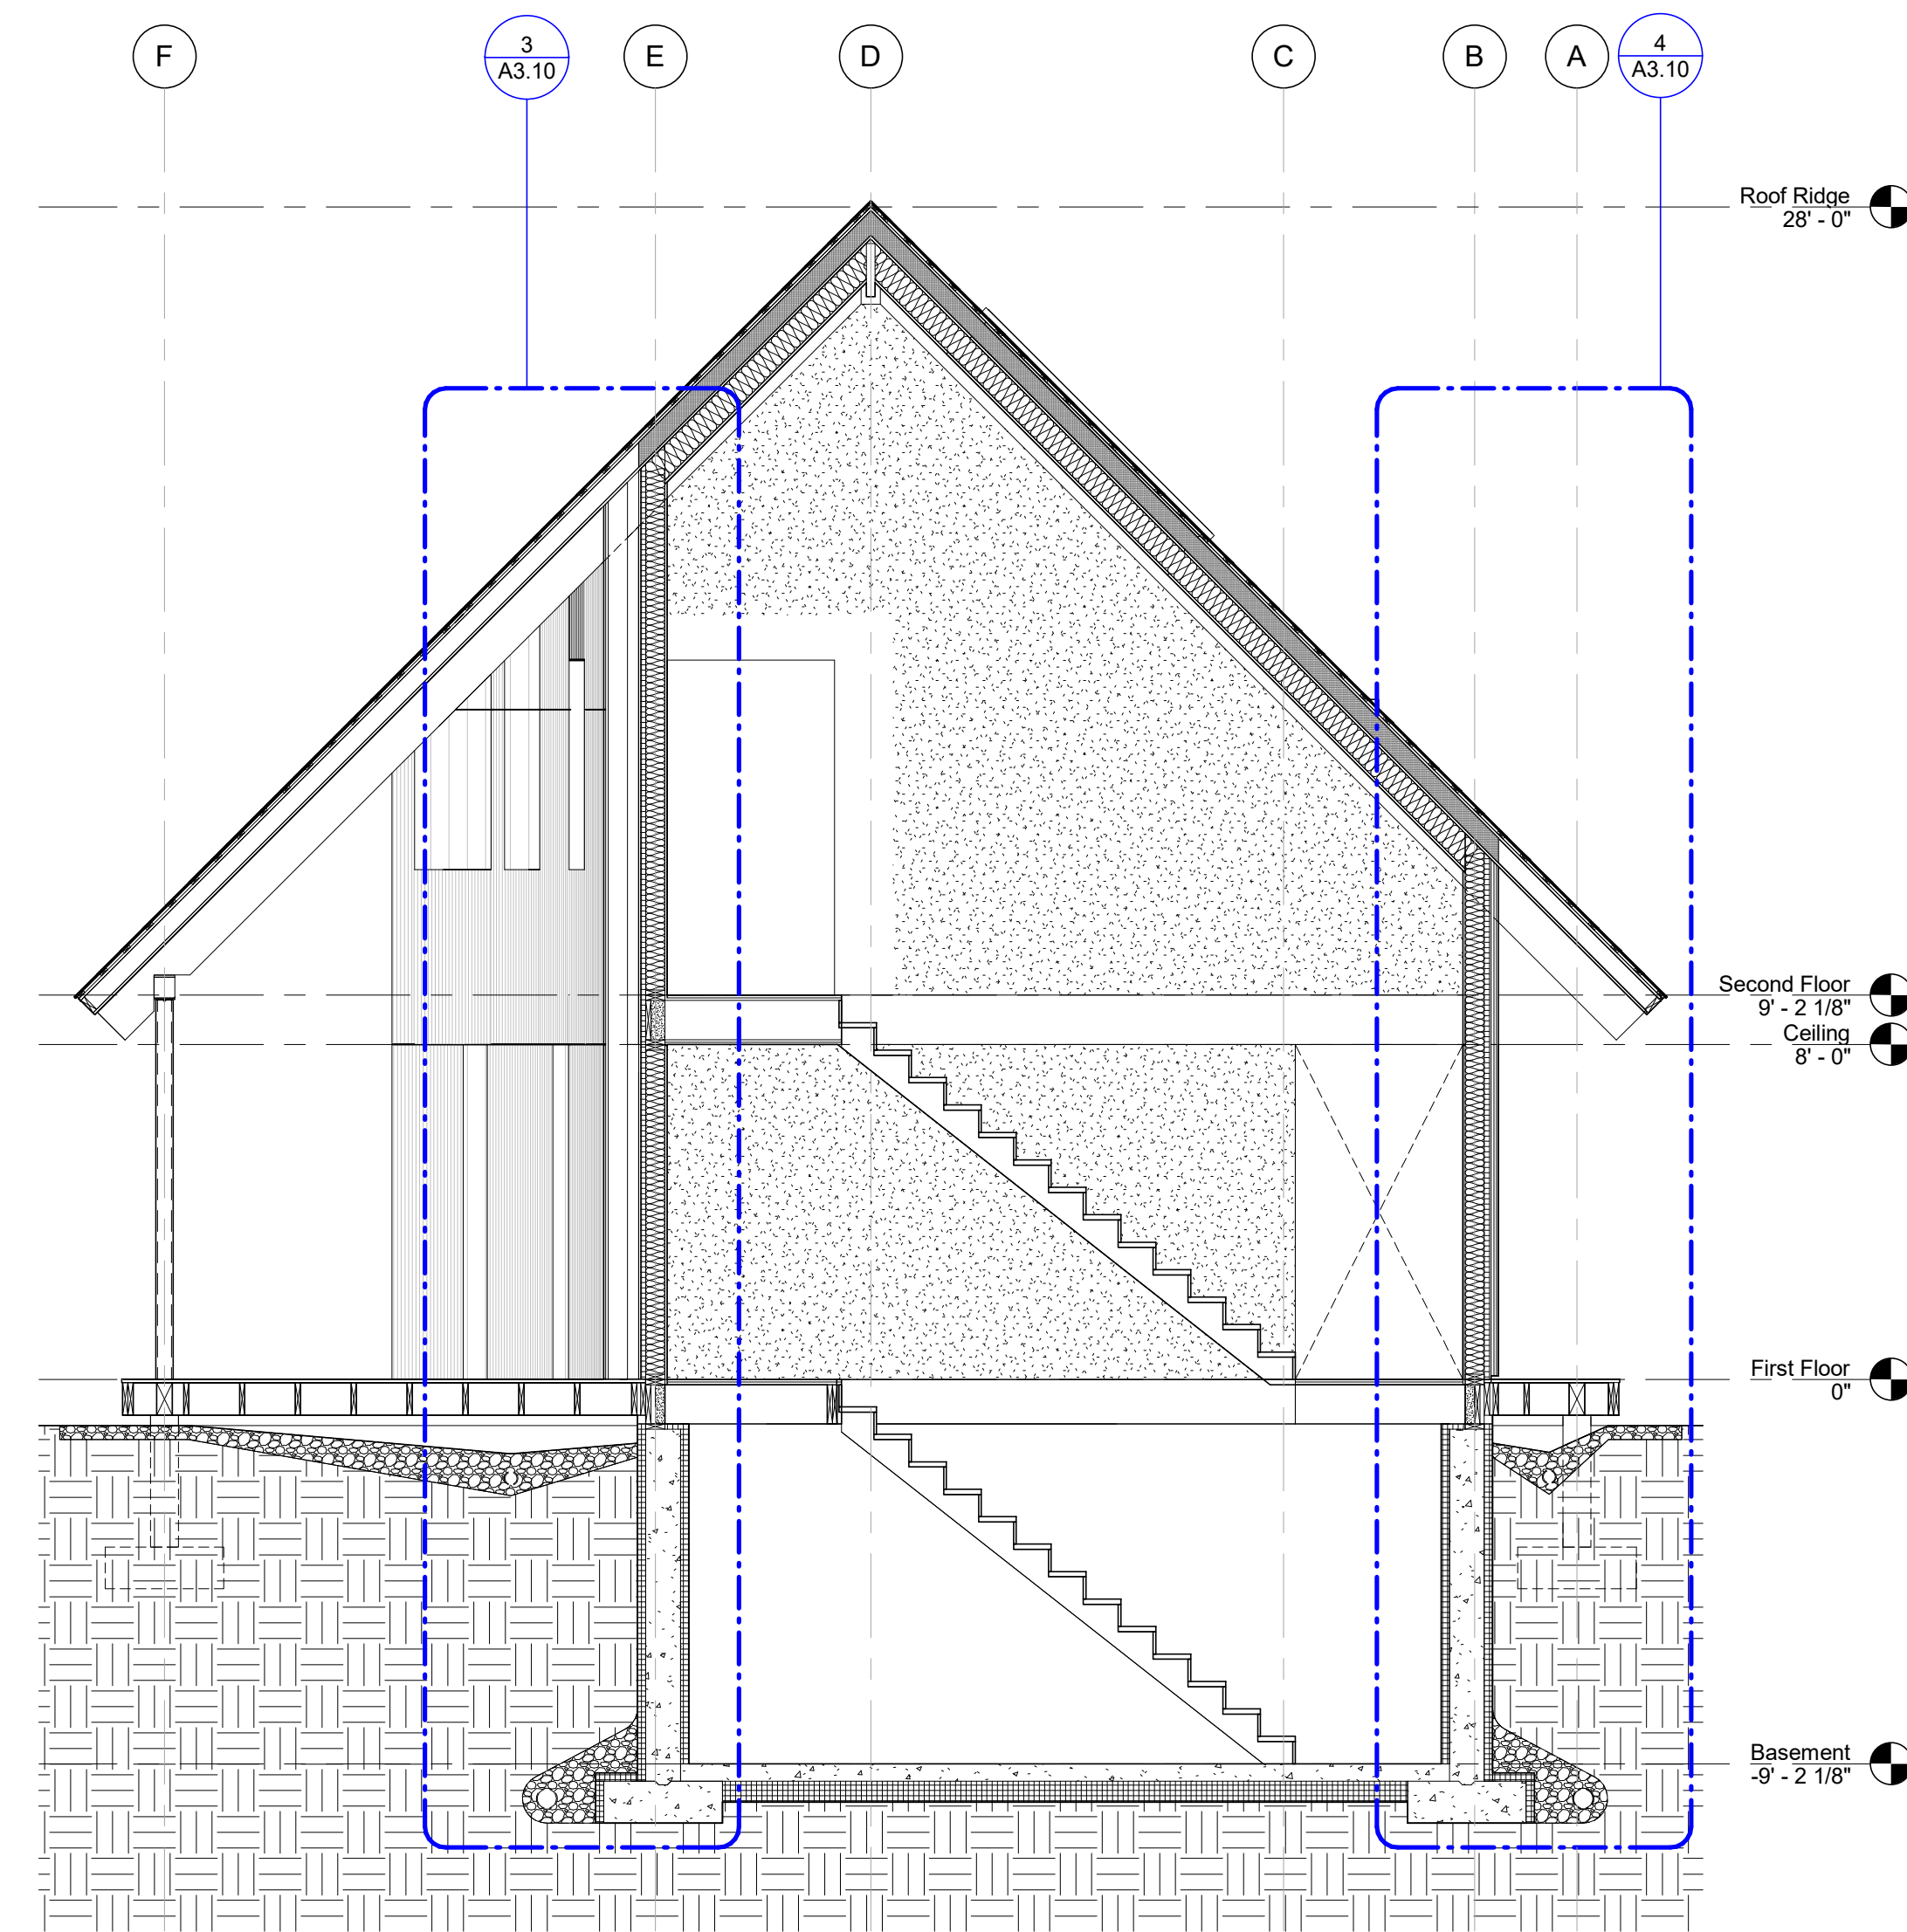 F
3
A3.10
E
D
C
B
A
4
A3.10
Roof Ridge
28' - 0"
Second Floor
9' - 2 1/8"
Ceiling
8' - 0"
First Floor
0"
Basement
-9' - 2 1/8"